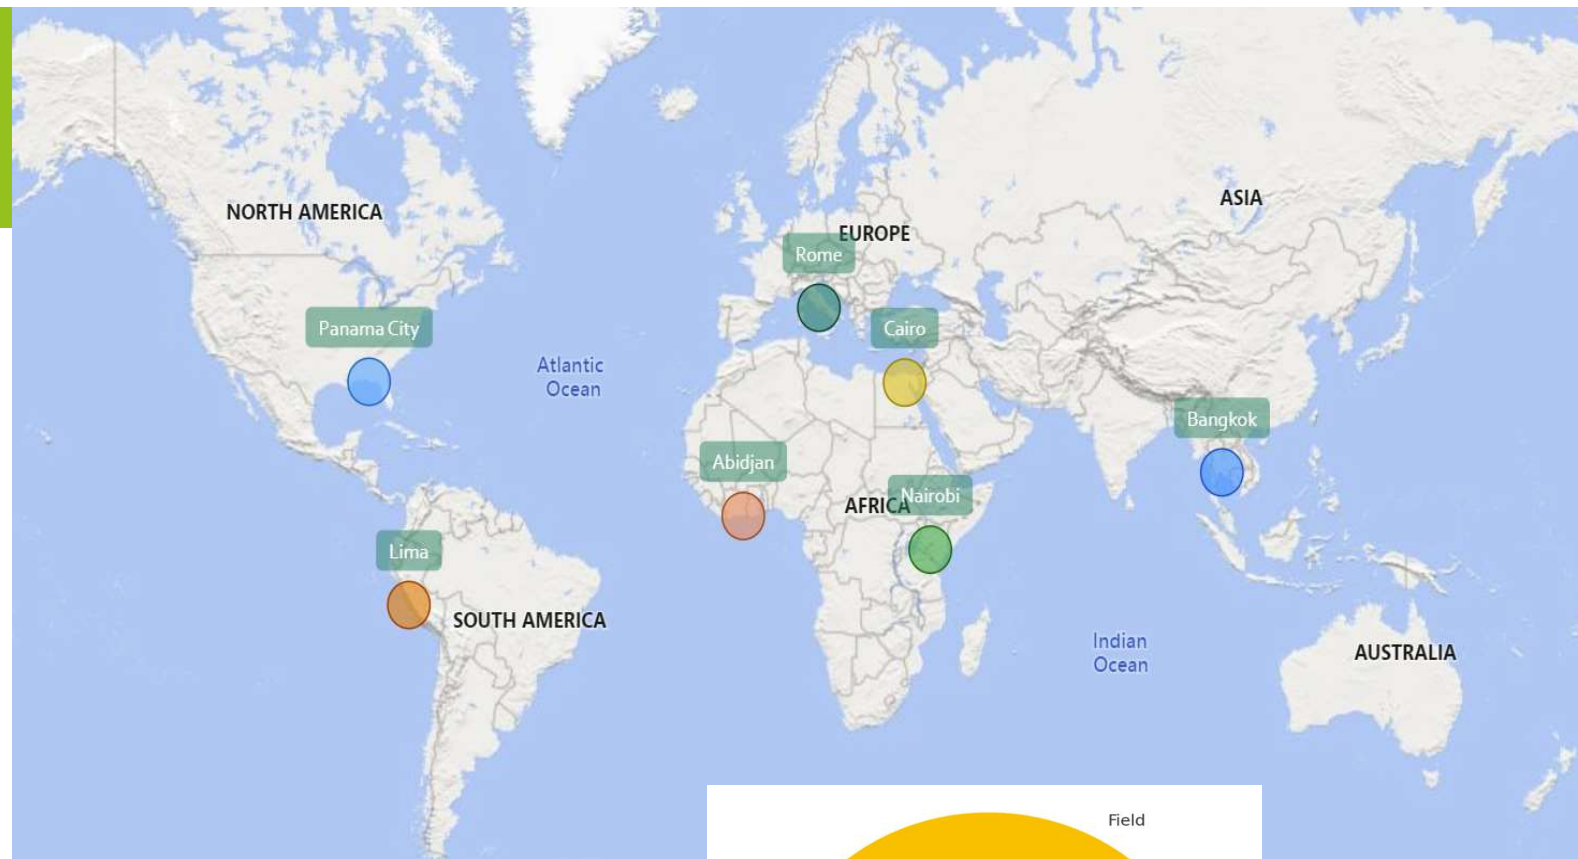 NORTH AMERICA
ASIA
EUROPE
Rome
Panama City
Cairo
Atlantic
Ocean
Bangkok
Abidjan
Nairobi
AFRICA
Lima
SOUTH AMERICA
Indian
Ocean
AUSTRALIA
Field